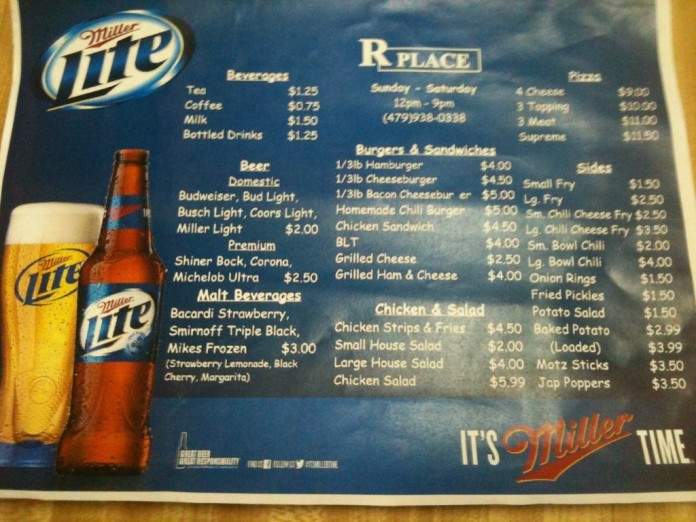 Miller
Lite
R PLACE
Sunday - Saturday
12pm - 9pm
(479)938-0338
Beverages
Tea $1.25
Coffee $0.75
Milk $1.50
Bottled Drinks $1.25
Beer
Domestic
Budweiser, Bud Light,
Busch Light, Coors Light,
Miller Light $2.00
Premium
Shiner Bock, Corona,
Michelob Ultra $2.50
Malt Beverages
Bacardi Strawberry,
Smirnoff Triple Black,
Mikes Frozen $3.00
(Strawberry Lemonade, Black
Cherry, Margarita)
Burgers & Sandwiches
1/3lb Hamburger $4.00
1/3lb Cheeseburger $4.50
1/3lb Bacon Cheesebur er $5.00
Homemade Chili Burger $5.00
Chicken Sandwich $4.50
BLT $4.00
Grilled Cheese $2.50
Grilled Ham & Cheese $4.00
Chicken & Salad
Chicken Strips & Fries $4.50
Small House Salad $2.00
Large House Salad $4.00
Chicken Salad $5.99
Pizza
4 Cheese $9.00
3 Topping $10.00
3 Meat $11.00
Supreme $11.50
Sides
Small Fry $1.50
Lg. Fry $2.50
Sm. Chili Cheese Fry $2.50
Lg. Chili Cheese Fry $3.50
Sm. Bowl Chili $2.00
Lg. Bowl Chili $4.00
Onion Rings $1.50
Fried Pickles $1.50
Potato Salad $1.50
Baked Potato $2.99
(Loaded) $3.99
Motz Sticks $3.50
Jap Poppers $3.50
Lite
Miller
Lite
GREAT BEER
GREAT RESPONSIBILITY
IT'S Miller TIME